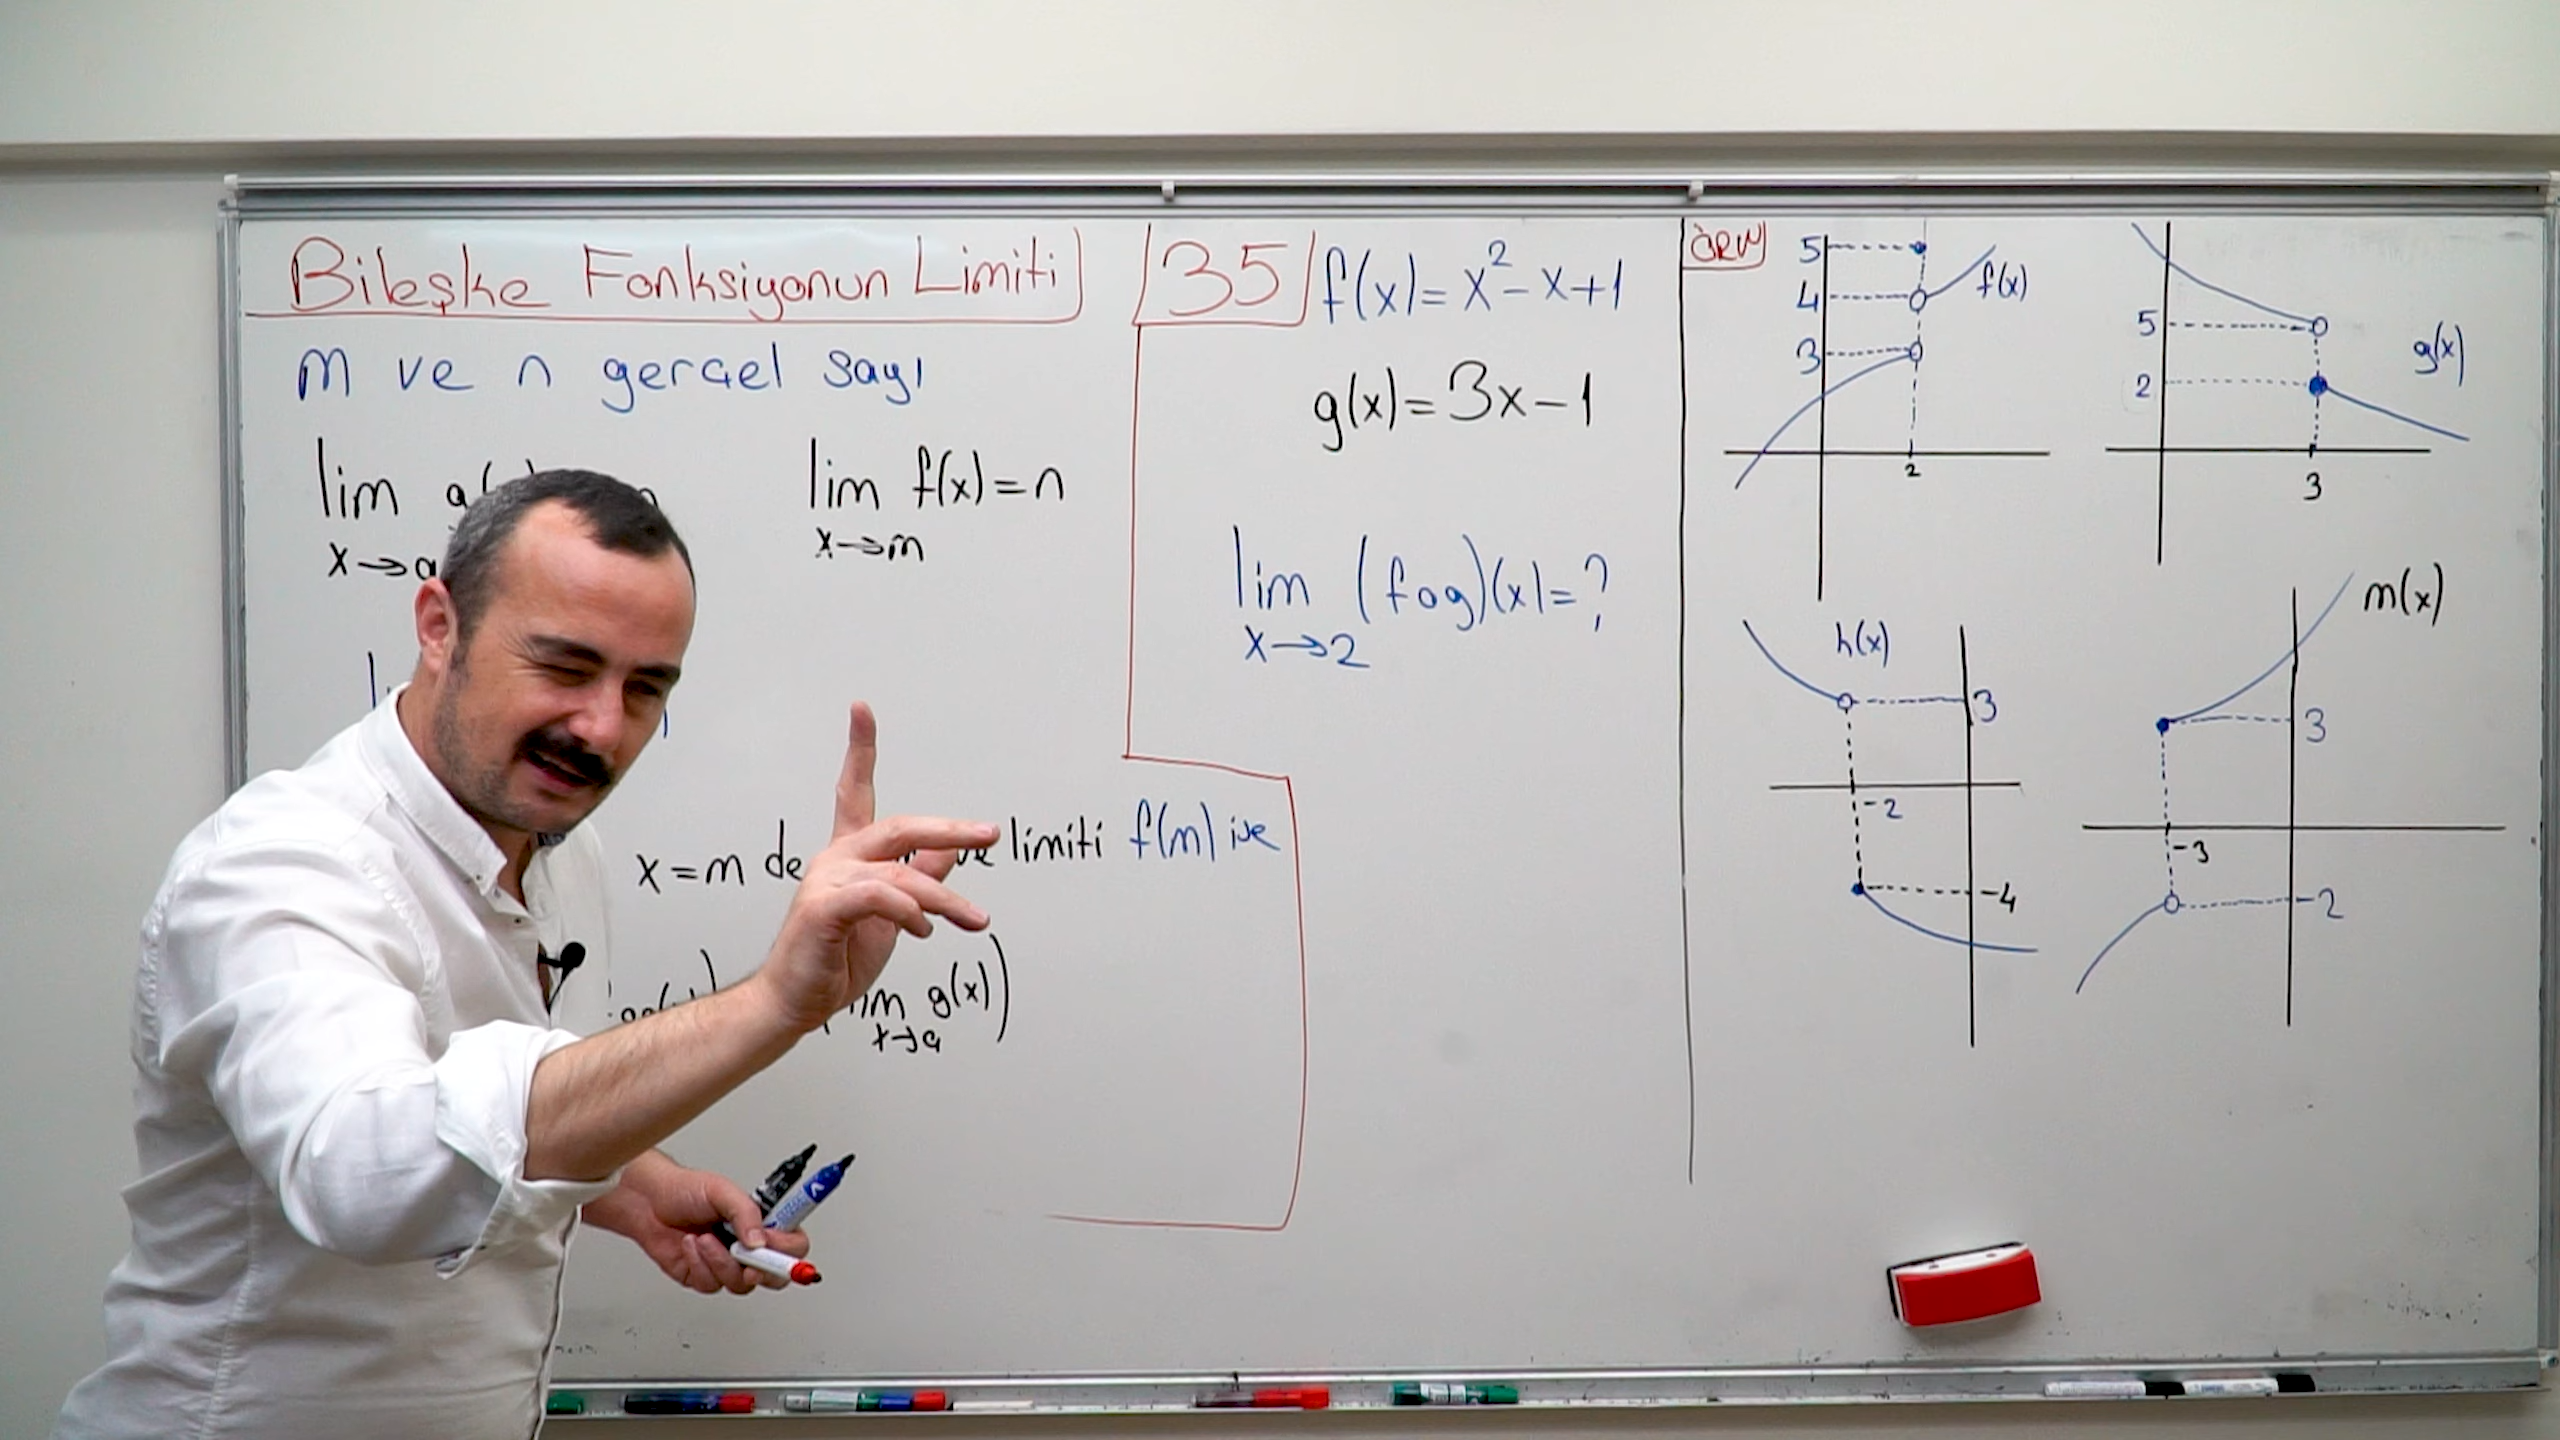 Bileşke Fonksiyonun Limiti
m ve n gerçel sayı
lim
x→a
lim f(x)=n
x→m
x=m de limiti f(m) ise
lim g(x))
x→a
35
f(x)=x²-x+1
g(x)=3x-1
lim (fog)(x)=?
x→2
ÖRN
5
4
3
2
f(x)
5
2
3
g(x)
h(x)
3
-2
-4
m(x)
3
-3
-2